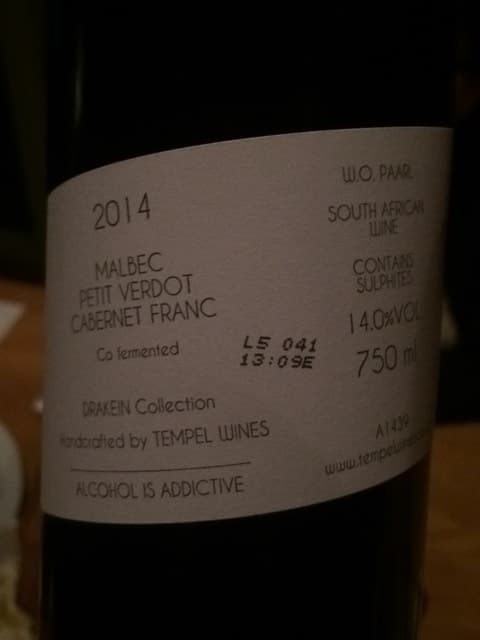 2014
MALBEC
PETIT VERDOT
CABERNET FRANC
Co fermented
DRAKEIN Collection
Handcrafted by TEMPEL WINES
ALCOHOL IS ADDICTIVE
L5 041
13:09E
W.O. PAARL
SOUTH AFRICAN
WINE
CONTAINS
SULPHITES
14.0%VOL
750 ml
A1439